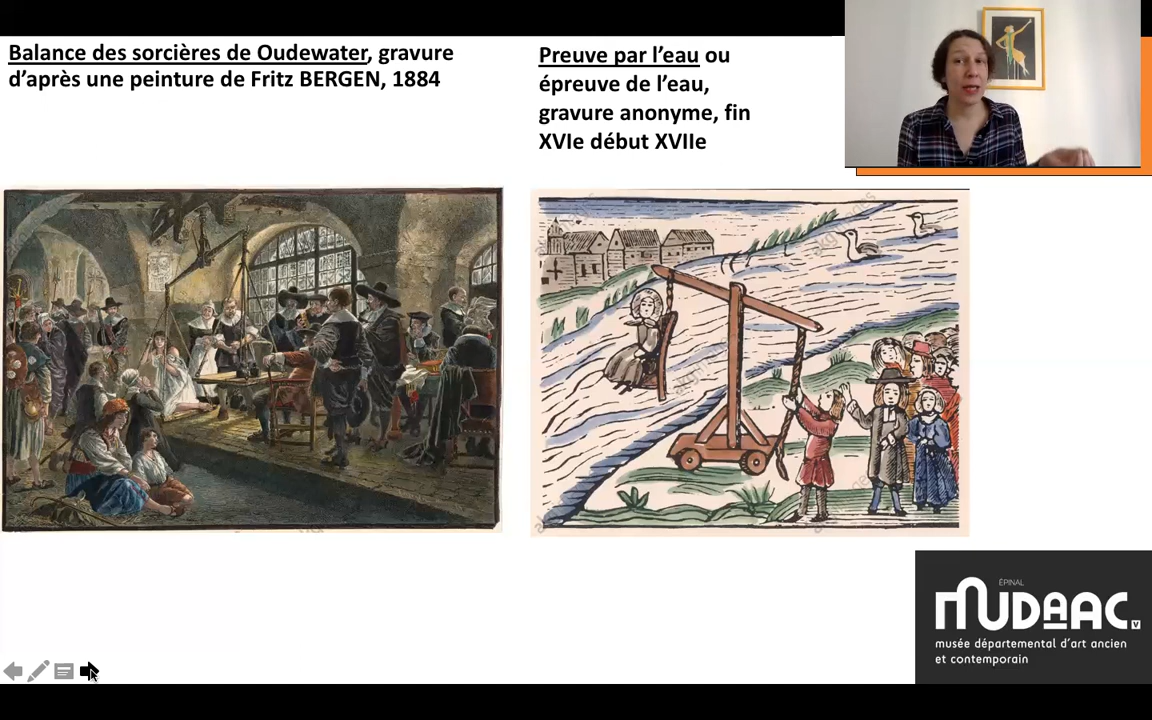 Balance des sorcières de Oudewater, gravure
d'après une peinture de Fritz BERGEN, 1884
Preuve par l'eau ou
épreuve de l'eau,
gravure anonyme, fin
XVIe début XVIIe
ÉPINAL
MUDAAC
V
musée départemental d'art ancien
et contemporain